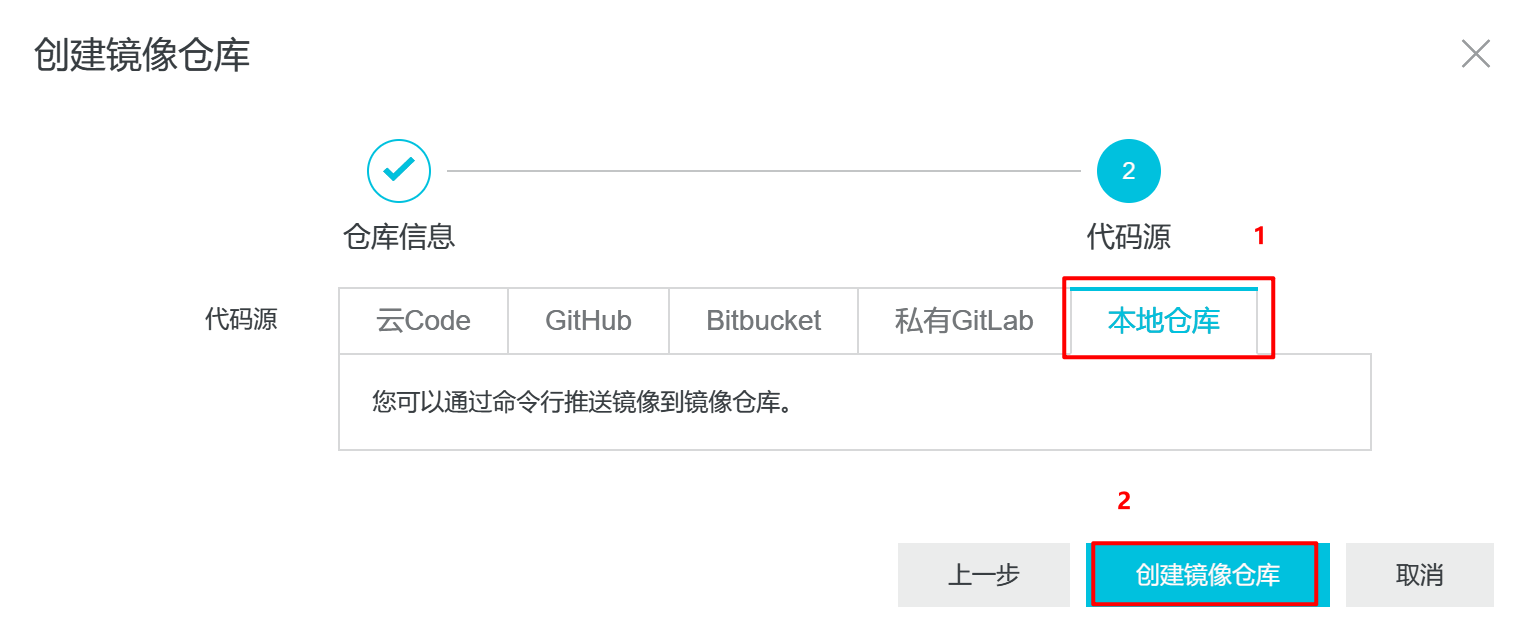 创建镜像仓库
2
仓库信息
代码源
1
代码源
云Code
GitHub
Bitbucket
私有GitLab
本地仓库
您可以通过命令行推送镜像到镜像仓库。
2
上一步
创建镜像仓库
取消